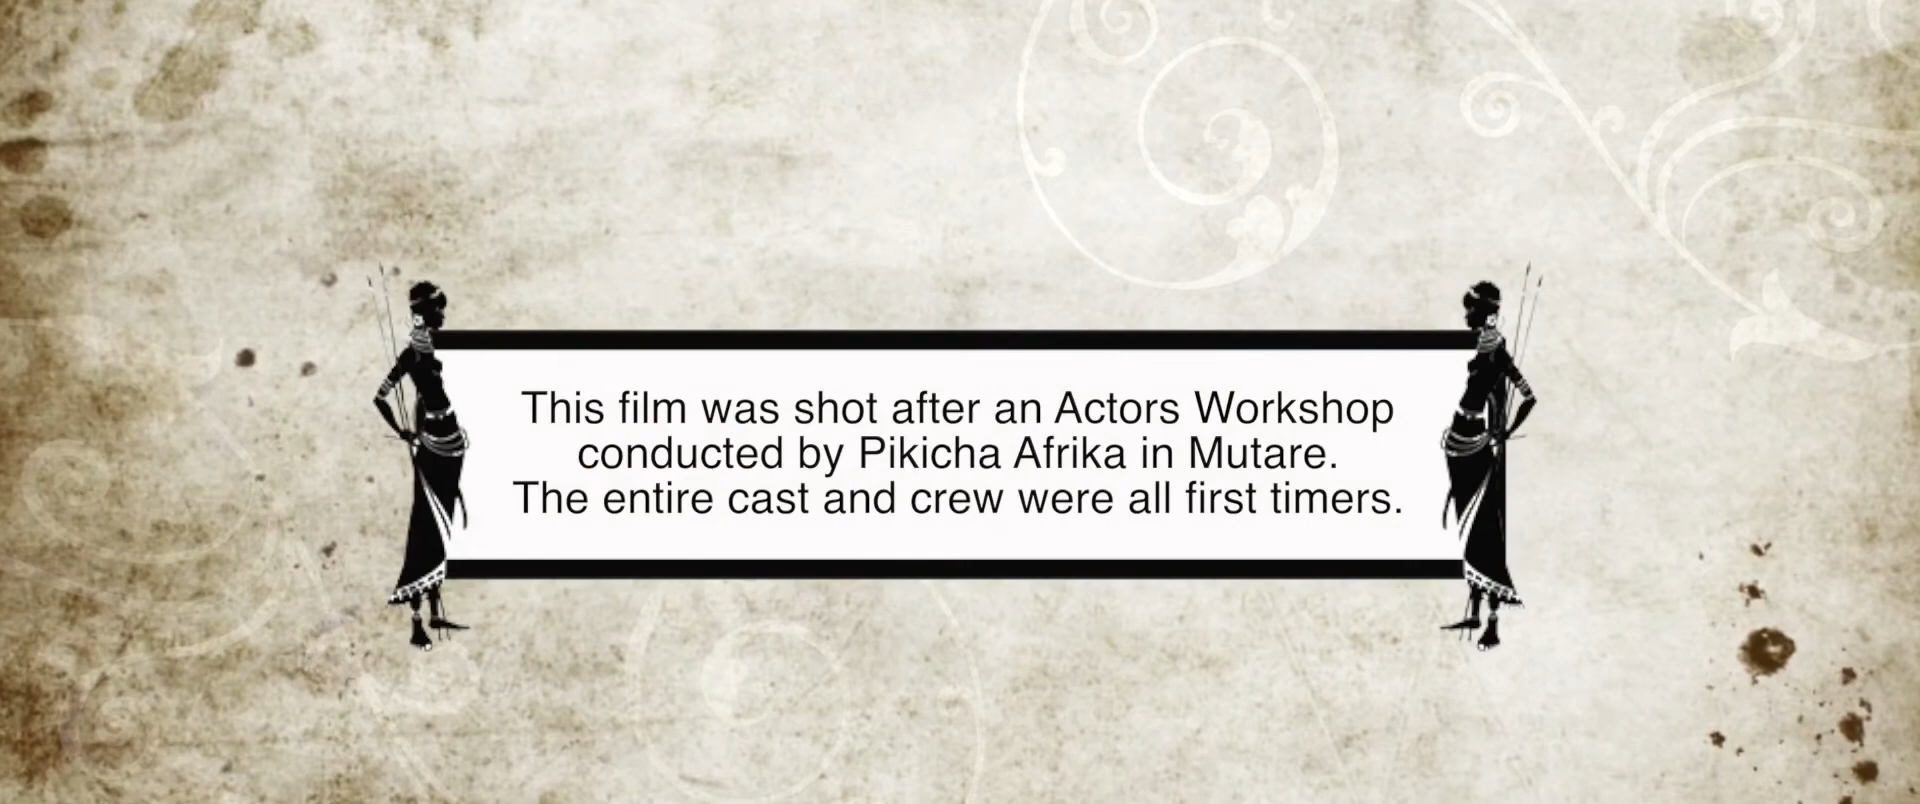 This film was shot after an Actors Workshop
conducted by Pikicha Afrika in Mutare.
The entire cast and crew were all first timers.